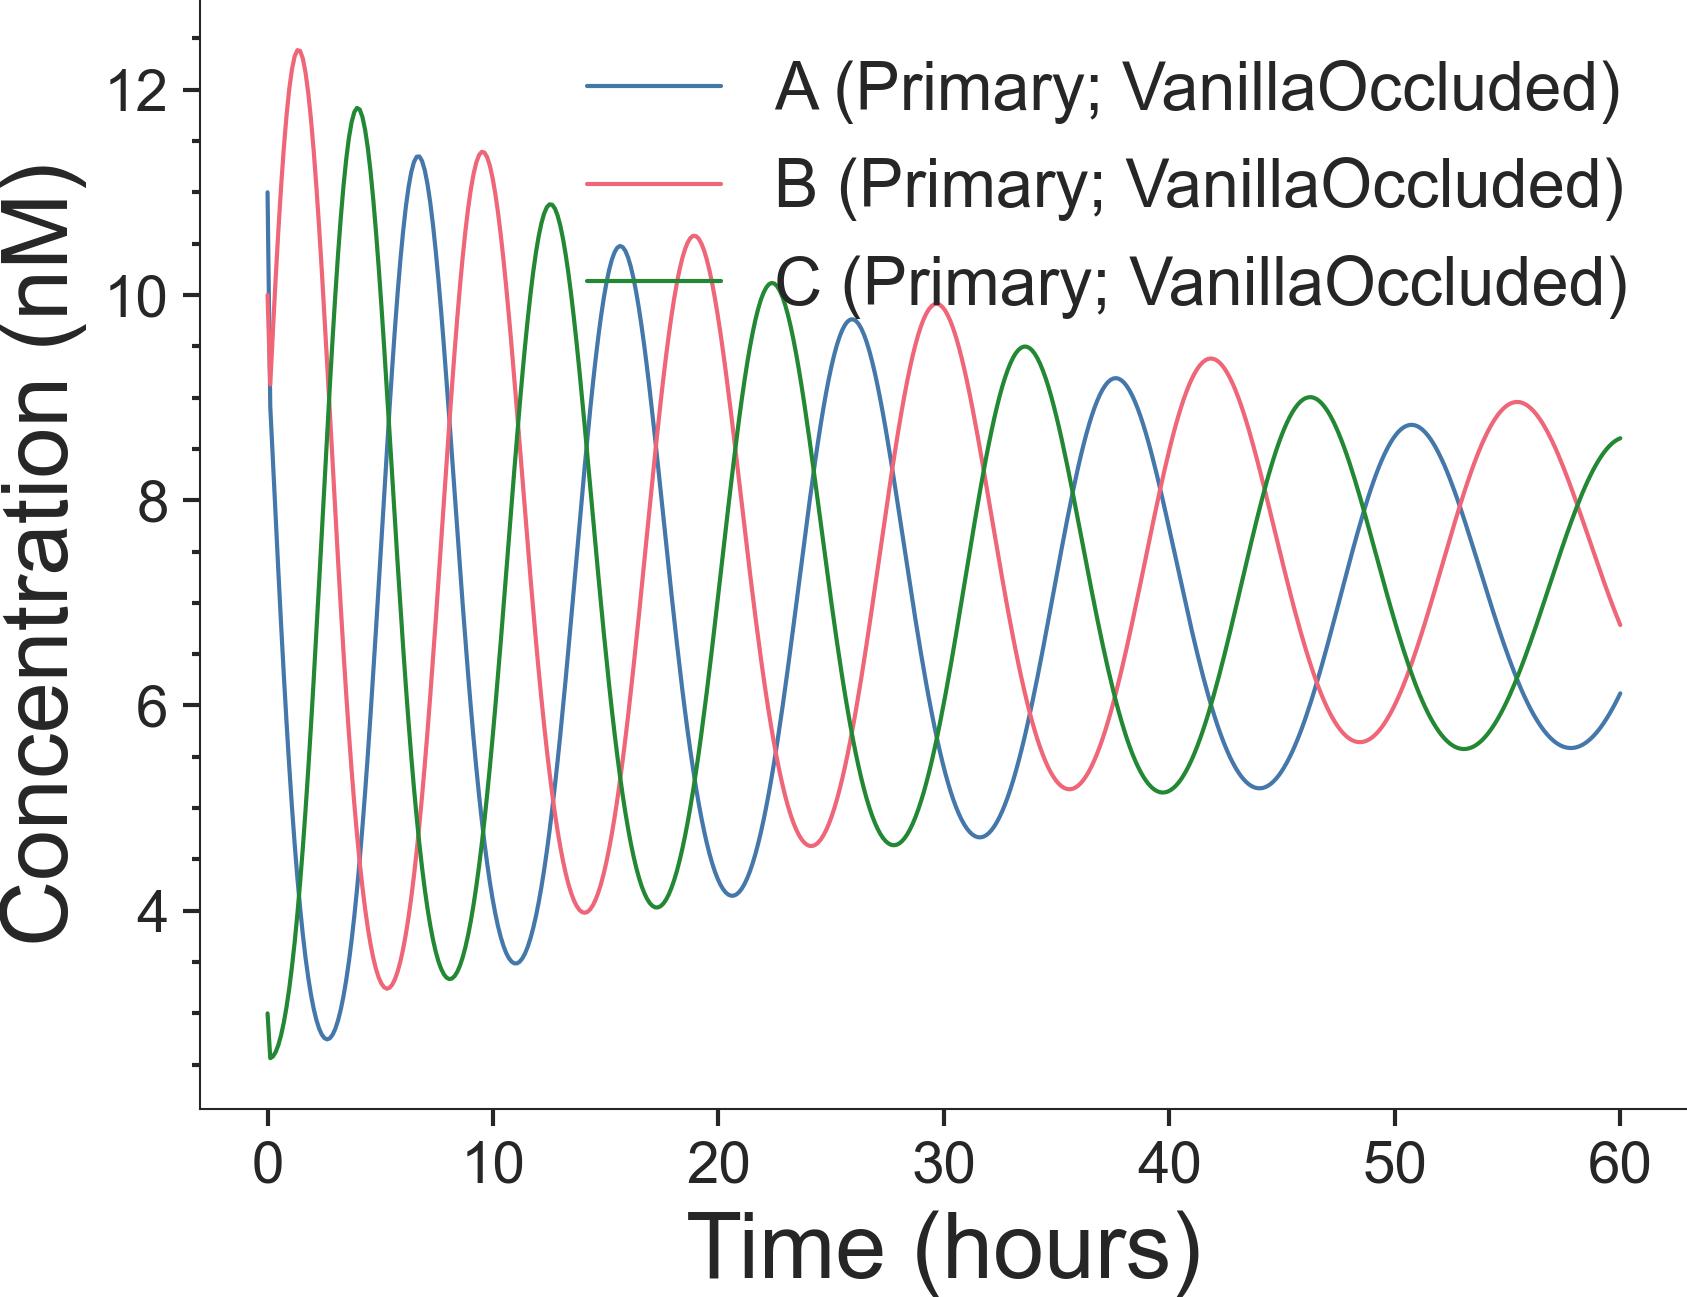 Concentration (nM)
12
10
8
6
4
A (Primary; VanillaOccluded)
B (Primary; VanillaOccluded)
C (Primary; VanillaOccluded)
0 10 20 30 40 50 60
Time (hours)